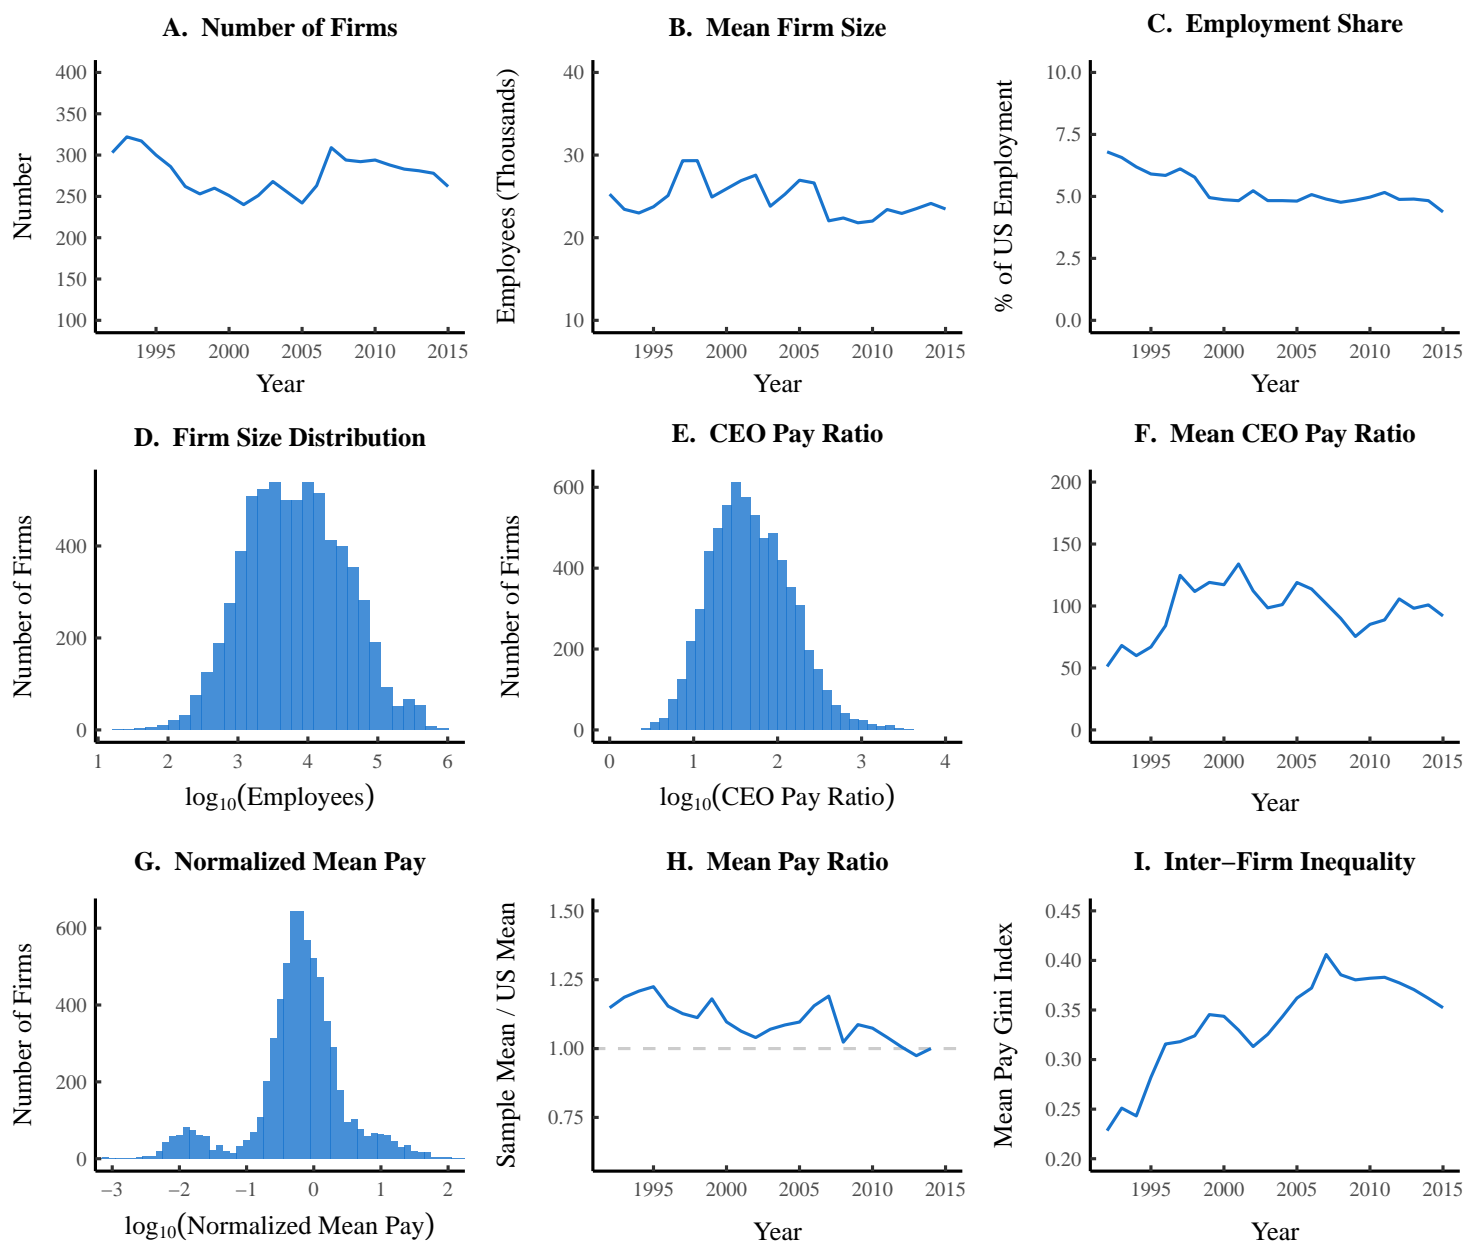 A. Number of Firms
Number
400
350
300
250
200
150
100
1995 2000 2005 2010 2015
Year
B. Mean Firm Size
Employees (Thousands)
40
30
20
10
1995 2000 2005 2010 2015
Year
C. Employment Share
% of US Employment
10.0
7.5
5.0
2.5
0.0
1995 2000 2005 2010 2015
Year
D. Firm Size Distribution
Number of Firms
400
200
0
1 2 3 4 5 6
log10(Employees)
E. CEO Pay Ratio
Number of Firms
600
400
200
0
0 1 2 3 4
log10(CEO Pay Ratio)
F. Mean CEO Pay Ratio
200
150
100
50
0
1995 2000 2005 2010 2015
Year
G. Normalized Mean Pay
Number of Firms
600
400
200
0
−3 −2 −1 0 1 2
log10(Normalized Mean Pay)
H. Mean Pay Ratio
Sample Mean / US Mean
1.50
1.25
1.00
0.75
1995 2000 2005 2010 2015
Year
I. Inter−Firm Inequality
Mean Pay Gini Index
0.45
0.40
0.35
0.30
0.25
0.20
1995 2000 2005 2010 2015
Year